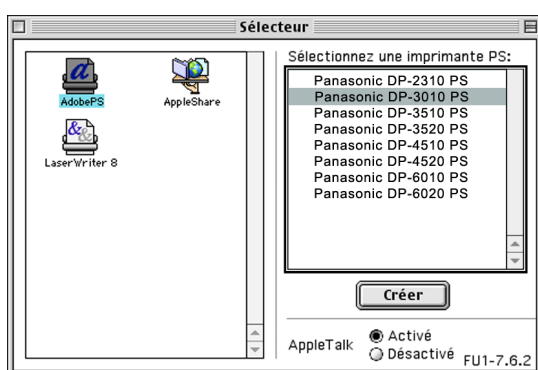 Sélecteur
AdobePS
AppleShare
LaserWriter 8
Sélectionnez une imprimante PS:
Panasonic DP-2310 PS
Panasonic DP-3010 PS
Panasonic DP-3510 PS
Panasonic DP-3520 PS
Panasonic DP-4510 PS
Panasonic DP-4520 PS
Panasonic DP-6010 PS
Panasonic DP-6020 PS
Créer
AppleTalk
Activé
Désactivé
FU1-7.6.2